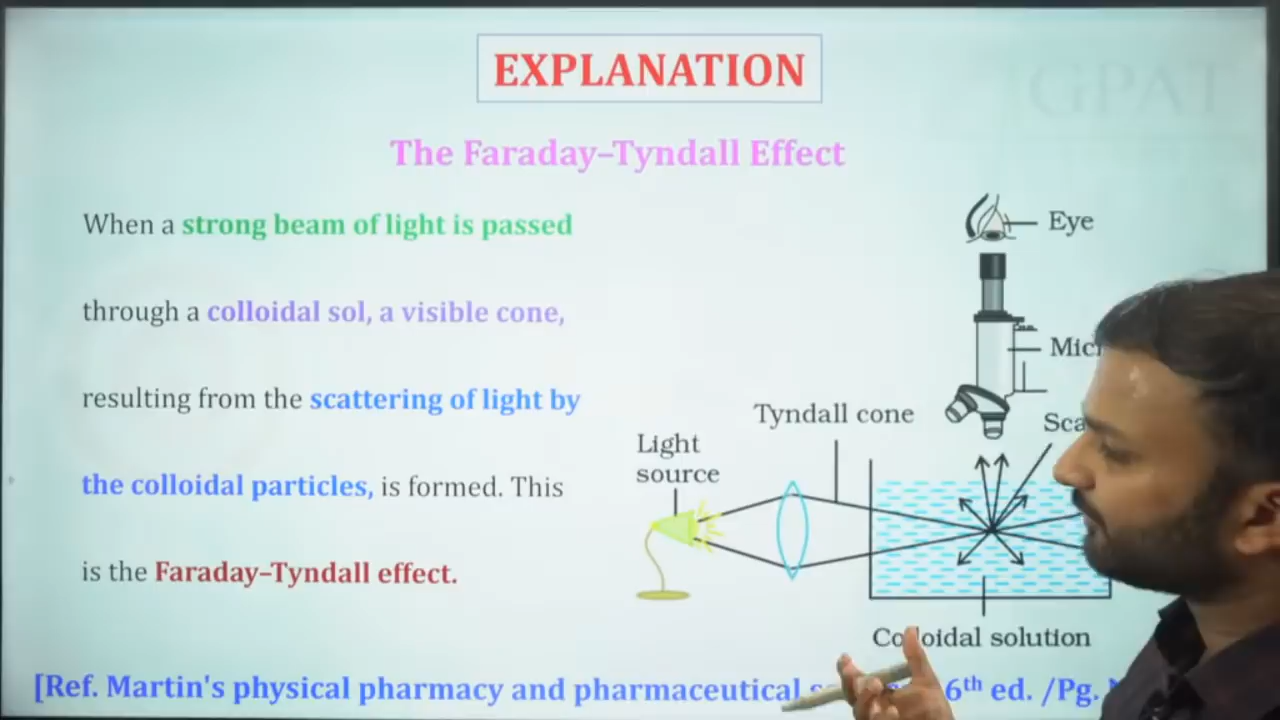 GPAT
EXPLANATION
The Faraday–Tyndall Effect
When a strong beam of light is passed
through a colloidal sol, a visible cone,
resulting from the scattering of light by
the colloidal particles, is formed. This
is the Faraday–Tyndall effect.
Eye
Tyndall cone
Light
source
Colloidal solution
[Ref. Martin's physical pharmacy and pharmaceutical 6th ed. /Pg.